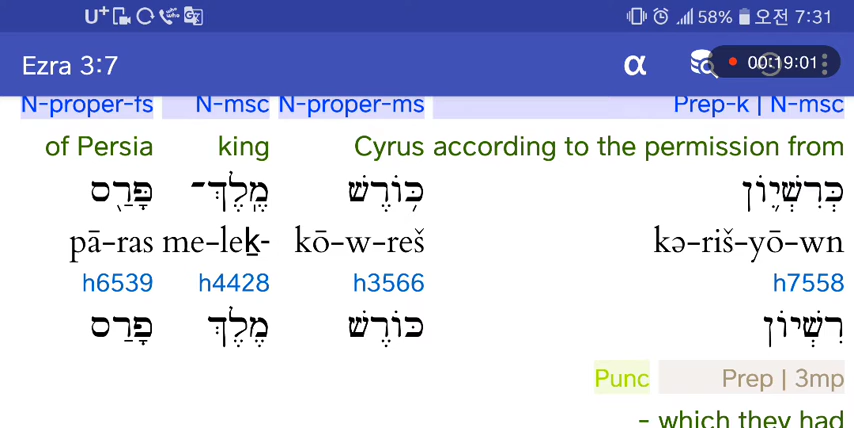 U+ 58% 오전 7:31
Ezra 3:7 α 00:19:01
N-proper-fs N-msc N-proper-ms Prep-k | N-msc
of Persia king Cyrus according to the permission from
כְּרִשְׁי֛וֹן כּ֥וֹרֶשׁ מֶֽלֶךְ־ פָּרַ֖ס
pā-ras me-leḵ- kō-w-reš kə-riš-yō-wn
h6539 h4428 h3566 h7558
רִשְׁיוֹן כּוֹרֶשׁ מֶלֶךְ פָּרַס
Punc Prep | 3mp
- which they had